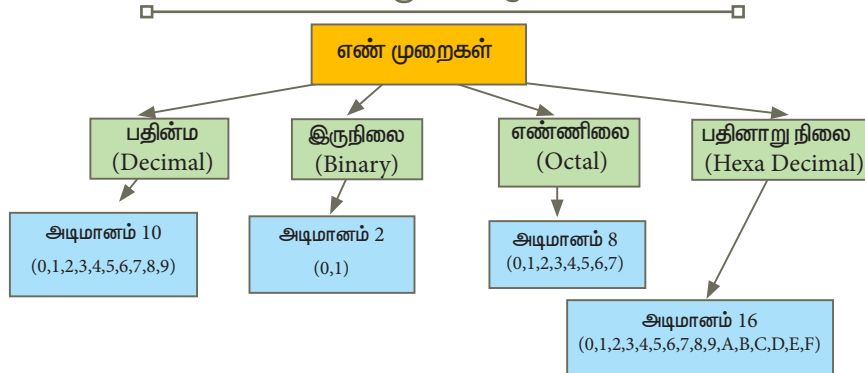 எண் முறைகள்
பதின்ம
(Decimal)
இருநிலை
(Binary)
எண்ணிலை
(Octal)
பதினாறு நிலை
(Hexa Decimal)
அடிமானம் 10
(0,1,2,3,4,5,6,7,8,9)
அடிமானம் 2
(0,1)
அடிமானம் 8
(0,1,2,3,4,5,6,7)
அடிமானம் 16
(0,1,2,3,4,5,6,7,8,9,A,B,C,D,E,F)